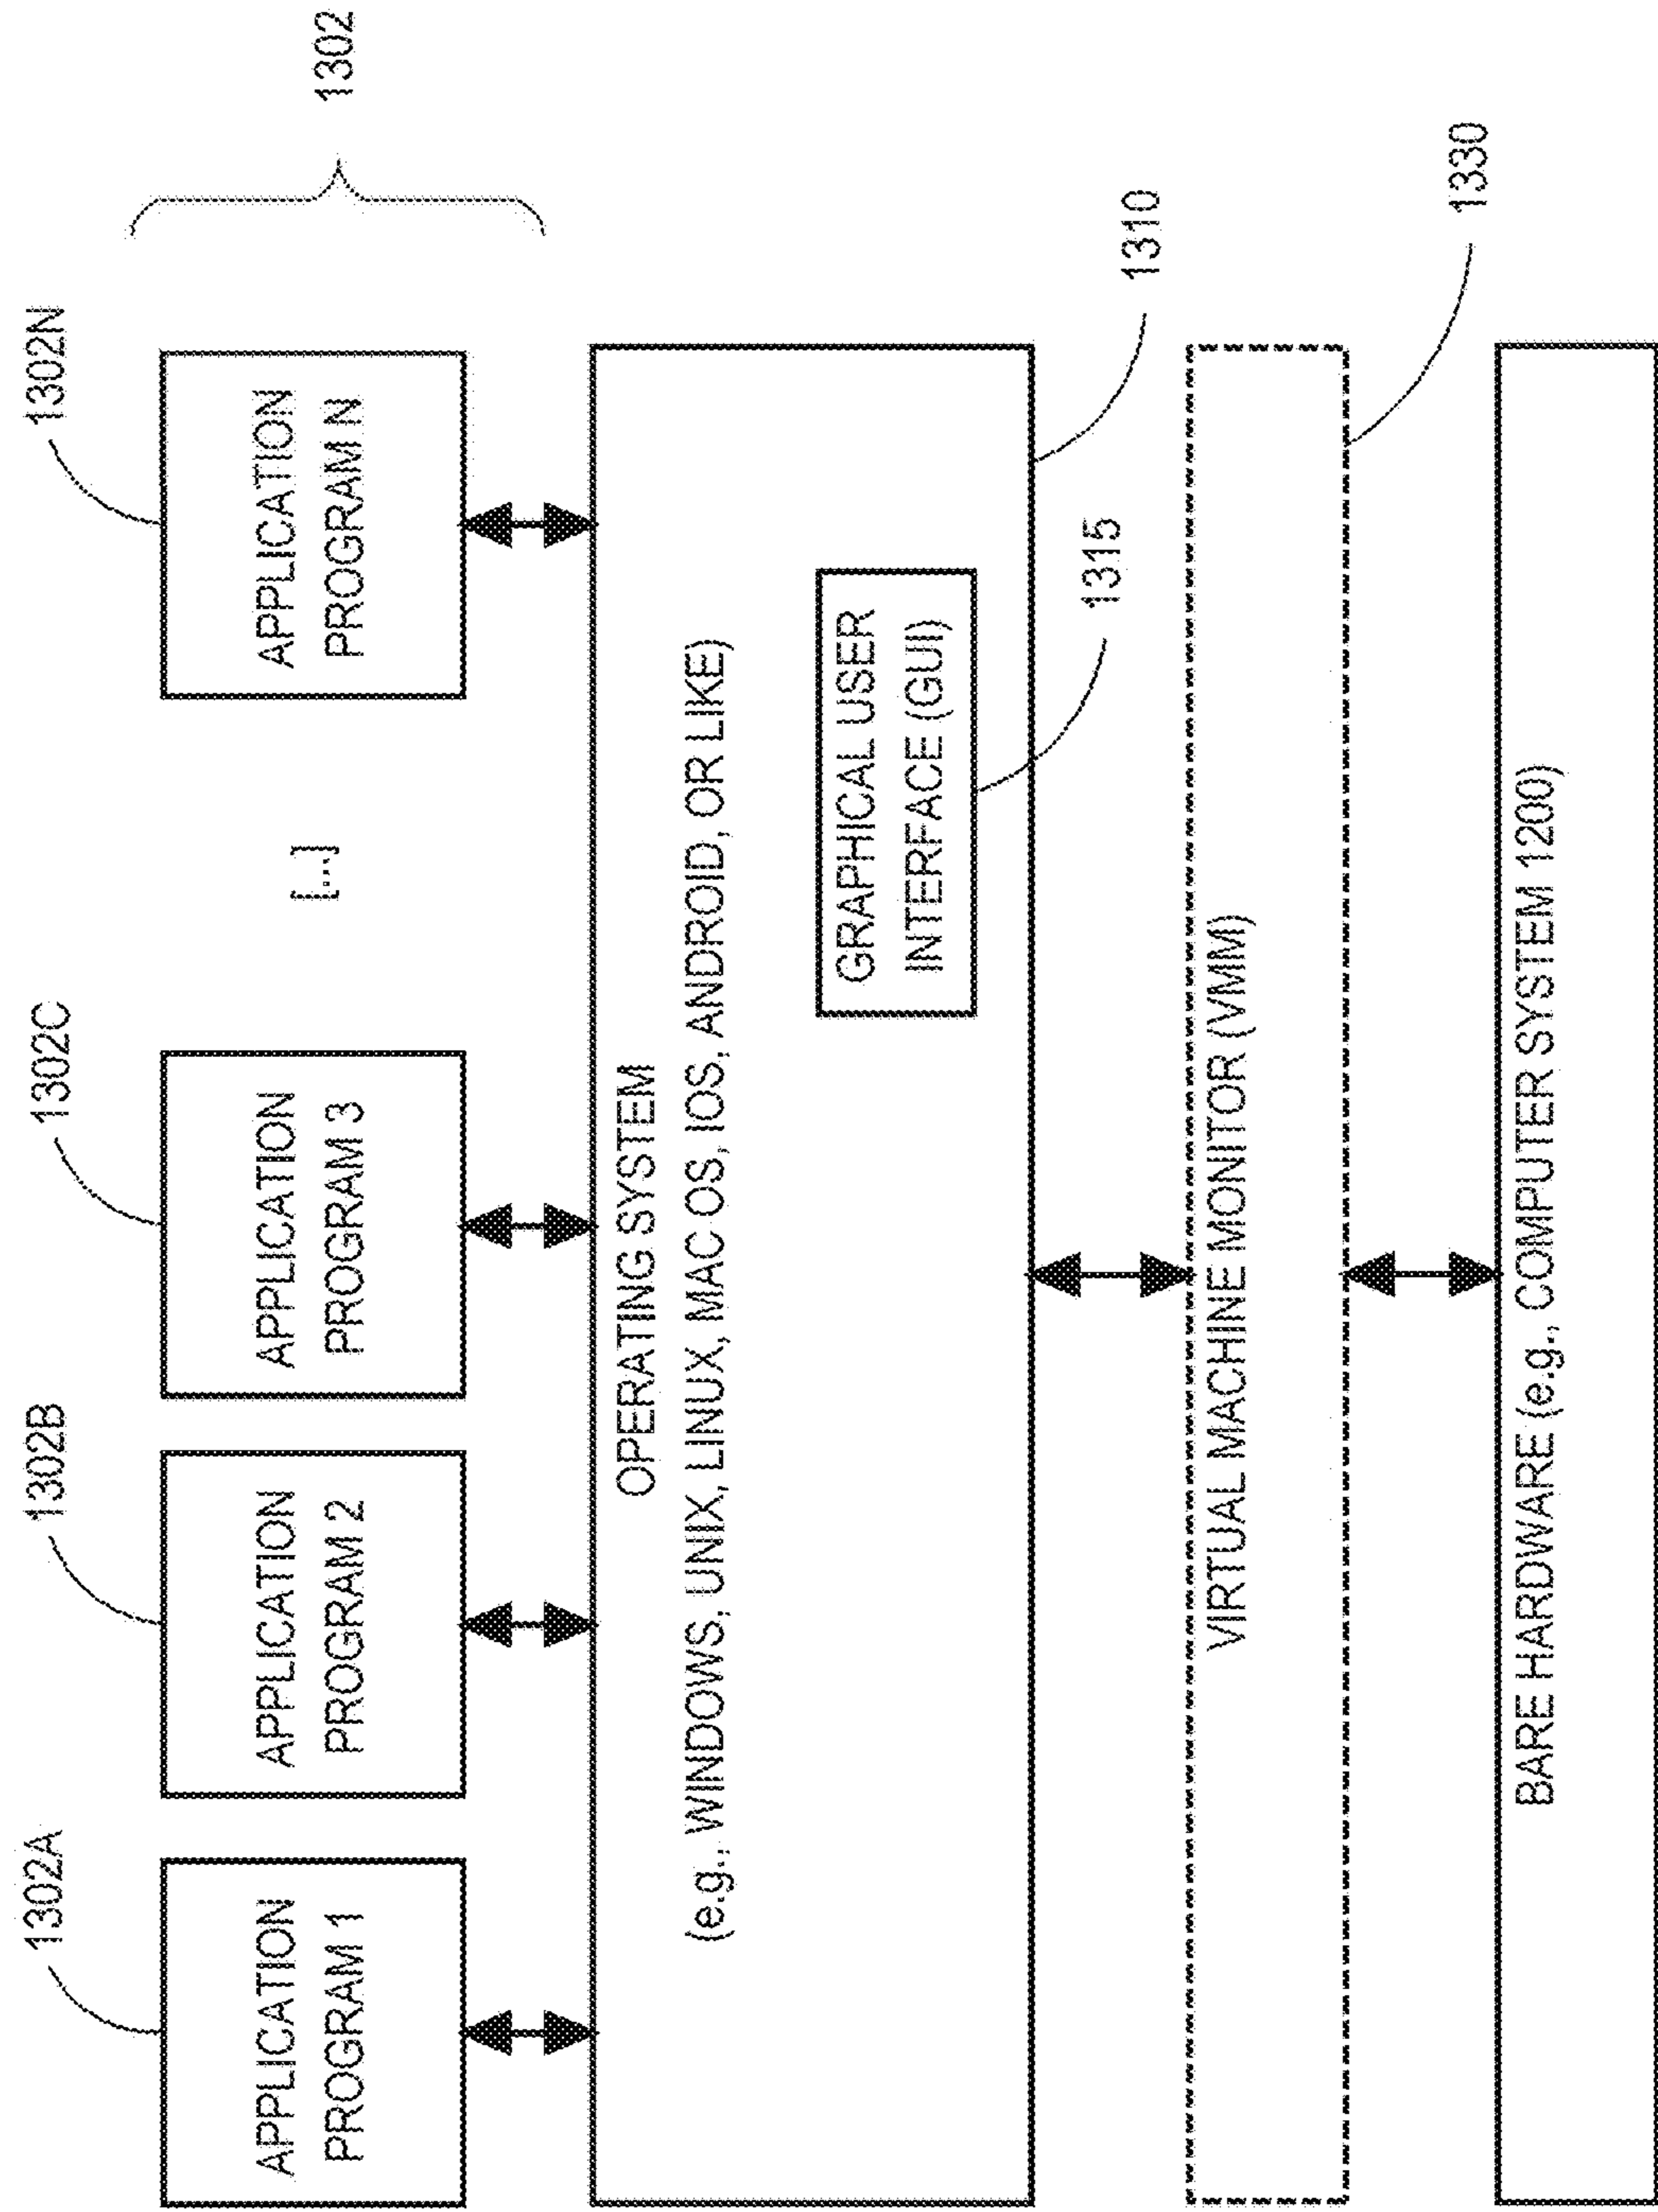 1302A
1302B
1302C
1302N
APPLICATION
PROGRAM 1
APPLICATION
PROGRAM 2
APPLICATION
PROGRAM 3
[...]
APPLICATION
PROGRAM N
1302
OPERATING SYSTEM
(e.g., WINDOWS, UNIX, LINUX, MAC OS, IOS, ANDROID, OR LIKE)
GRAPHICAL USER
INTERFACE (GUI)
1310
1315
VIRTUAL MACHINE MONITOR (VMM)
1330
BARE HARDWARE (e.g., COMPUTER SYSTEM 1200)